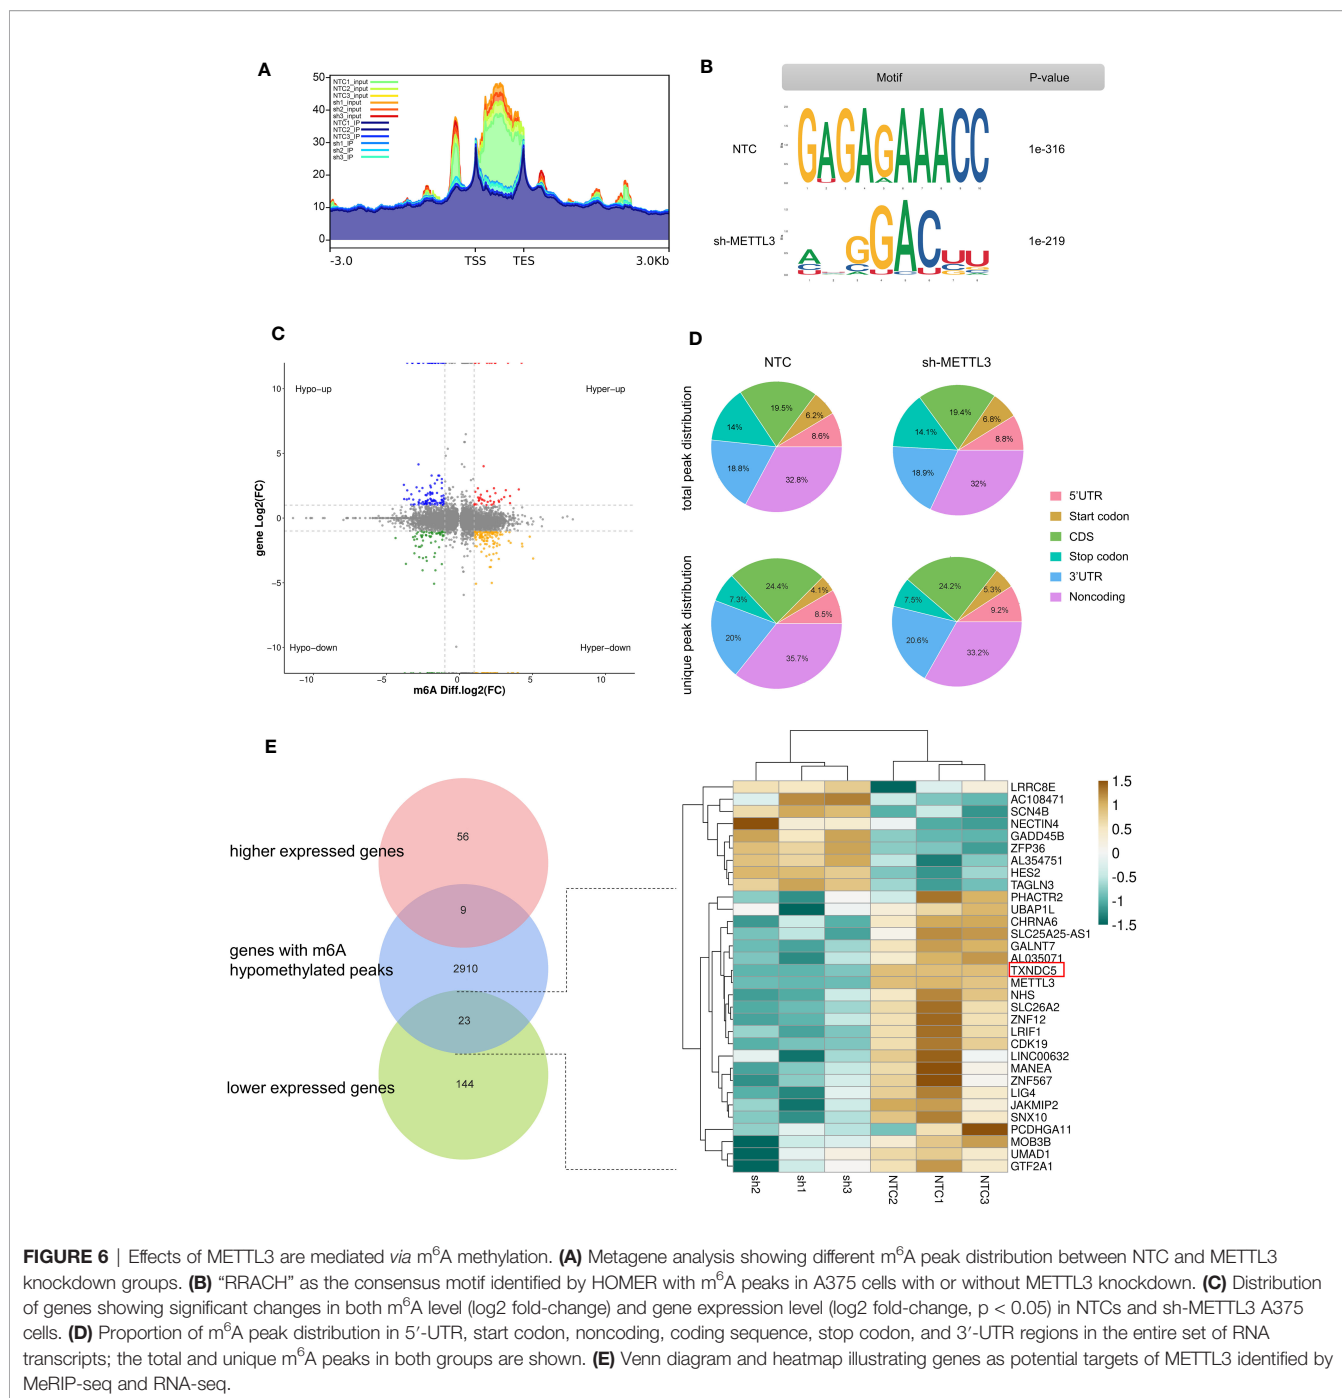 A
50
40
30
20
10
0
NTC1_input
NTC2_input
NTC3_input
sh1_input
sh2_input
sh3_input
NTC1_IP
NTC2_IP
NTC3_IP
sh1_IP
sh2_IP
sh3_IP
-3.0 TSS TES 3.0Kb
B
Motif P-value
NTC GAGAGAAACC 1e-316
sh-METTL3 1e-219
C
gene Log2(FC)
10
5
0
−5
−10
Hypo−up Hyper−up
Hypo−down Hyper−down
−10 −5 0 5 10
m6A Diff.log2(FC)
D
NTC sh-METTL3
total peak distribution
19.5% 6.2% 8.6% 32.8% 18.8% 14%
19.4% 6.8% 8.8% 32% 18.9% 14.1%
unique peak distribution
24.4% 4.1% 8.5% 35.7% 20% 7.3%
24.2% 5.3% 9.2% 33.2% 20.6% 7.5%
5'UTR
Start codon
CDS
Stop codon
3'UTR
Noncoding
E
56
higher expressed genes
9
genes with m6A
hypomethylated peaks
2910
23
lower expressed genes
144
LRRC8E
AC108471
SCN4B
NECTIN4
GADD45B
ZFP36
AL354751
HES2
TAGLN3
PHACTR2
UBAP1L
CHRNA6
SLC25A25-AS1
GALNT7
AL035071
TXNDC5
METTL3
NHS
SLC26A2
ZNF12
LRIF1
CDK19
LINC00632
MANEA
ZNF567
LIG4
JAKMIP2
SNX10
PCDHGA11
MOB3B
UMAD1
GTF2A1
sh2 sh1 sh3 NTC2 NTC1 NTC3
1.5
1
0.5
0
-0.5
-1
-1.5
FIGURE 6 | Effects of METTL3 are mediated via m⁶A methylation. (A) Metagene analysis showing different m⁶A peak distribution between NTC and METTL3
knockdown groups. (B) “RRACH” as the consensus motif identified by HOMER with m⁶A peaks in A375 cells with or without METTL3 knockdown. (C) Distribution
of genes showing significant changes in both m⁶A level (log2 fold-change) and gene expression level (log2 fold-change, p < 0.05) in NTCs and sh-METTL3 A375
cells. (D) Proportion of m⁶A peak distribution in 5′-UTR, start codon, noncoding, coding sequence, stop codon, and 3′-UTR regions in the entire set of RNA
transcripts; the total and unique m⁶A peaks in both groups are shown. (E) Venn diagram and heatmap illustrating genes as potential targets of METTL3 identified by
MeRIP-seq and RNA-seq.